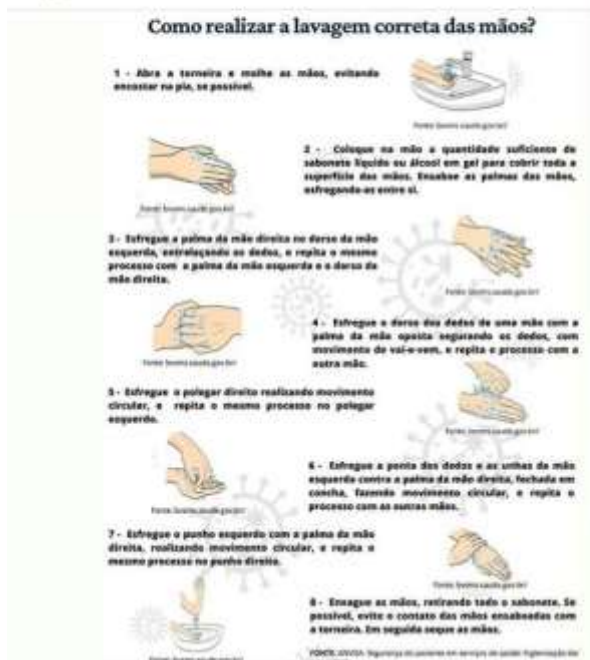 Como realizar a lavagem correta das mãos?
1 - Abra a torneira e molhe as mãos, evitando
encostar na pia, se possível.
2 - Coloque na mão a quantidade suficiente de
sabonete líquido ou álcool em gel para cobrir toda a
superfície das mãos. Ensaboe as palmas das mãos,
esfregando-as entre si.
3 - Esfregue a palma da mão direita no dorso da mão
esquerda, entrelaçando os dedos, e repita o mesmo
processo com a palma da mão esquerda e o dorso da
mão direita.
4 - Esfregue o dorso dos dedos de uma mão com a
palma da mão oposta segurando os dedos, com
movimento de vai-e-vem, e repita o processo com a
outra mão.
5 - Esfregue o polegar direito realizando movimento
circular, e repita o mesmo processo no polegar
esquerdo.
6 - Esfregue a ponta dos dedos e as unhas da mão
esquerda contra a palma da mão direita, fechada em
concha, fazendo movimento circular, e repita o
processo com as outras mãos.
7 - Esfregue o punho esquerdo com a palma da mão
direita, realizando movimento circular, e repita o
mesmo processo no punho direito.
8 - Enxague as mãos, retirando todo o sabonete. Se
possível, evite o contato das mãos ensaboadas com
a torneira. Em seguida seque as mãos.
FONTE: ANVISA. Segurança do paciente em serviços de saúde: higienização das